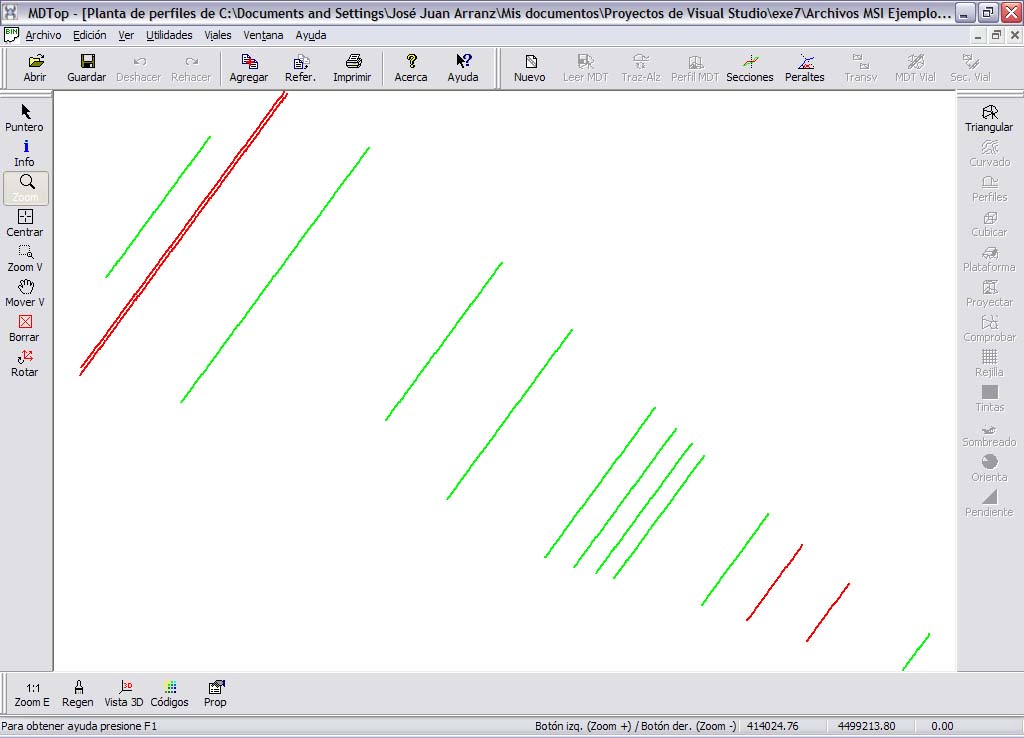 MDTop - [Planta de perfiles de C:\Documents and Settings\José Juan Arranz\Mis documentos\Proyectos de Visual Studio\exe7\Archivos MSI Ejemplo...
BIN Archivo Edición Ver Utilidades Viales Ventana Ayuda
Abrir Guardar Deshacer Rehacer Agregar Refer. Imprimir Acerca Ayuda Nuevo Leer MDT Traz-Alz Perfil MDT Secciones Peraltes Transv MDT Vial Sec. Vial
Puntero
Info
Zoom
Centrar
Zoom V
Mover V
Borrar
Rotar
Triangular
Curvado
Perfiles
Cubicar
Plataforma
Proyectar
Comprobar
Rejilla
Tintas
Sombreado
Orienta
Pendiente
1:1 3D
Zoom E Regen Vista 3D Códigos Prop
Para obtener ayuda presione F1 Botón izq. (Zoom +) / Botón der. (Zoom -) 414024.76 4499213.80 0.00